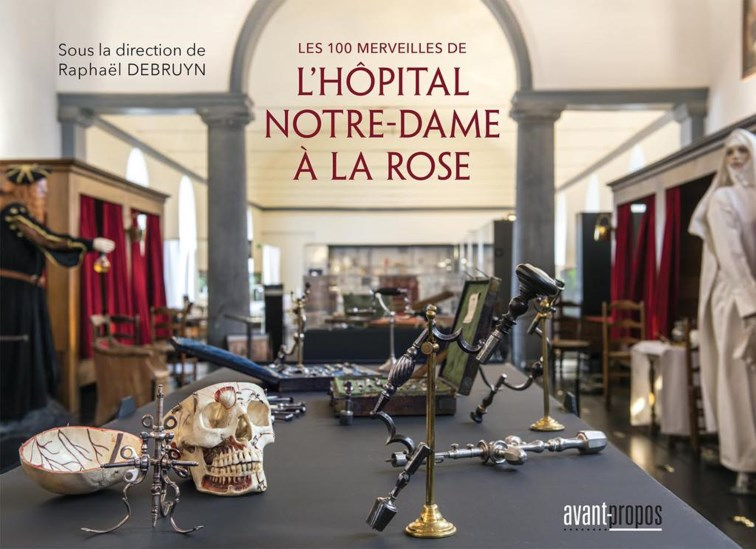 Sous la direction de
Raphaël DEBRUYN
LES 100 MERVEILLES DE
L'HÔPITAL
NOTRE-DAME
À LA ROSE
avant-propos